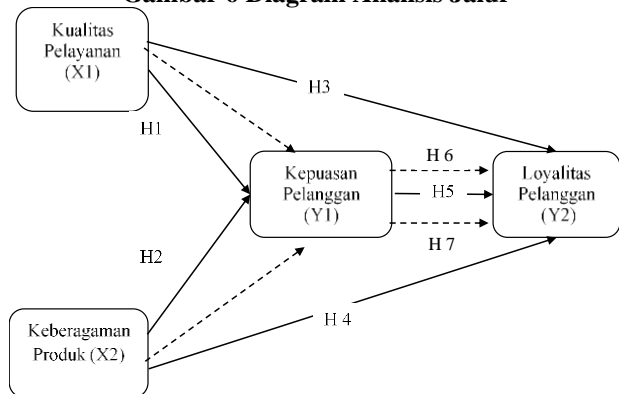 Gambar 6 Diagram Analisis Jalur
Kualitas
Pelayanan
(X1)
H3
H1
Kepuasan
Pelanggan
(Y1)
H 6
H5
H 7
Loyalitas
Pelanggan
(Y2)
H2
Keberagaman
Produk (X2)
H 4